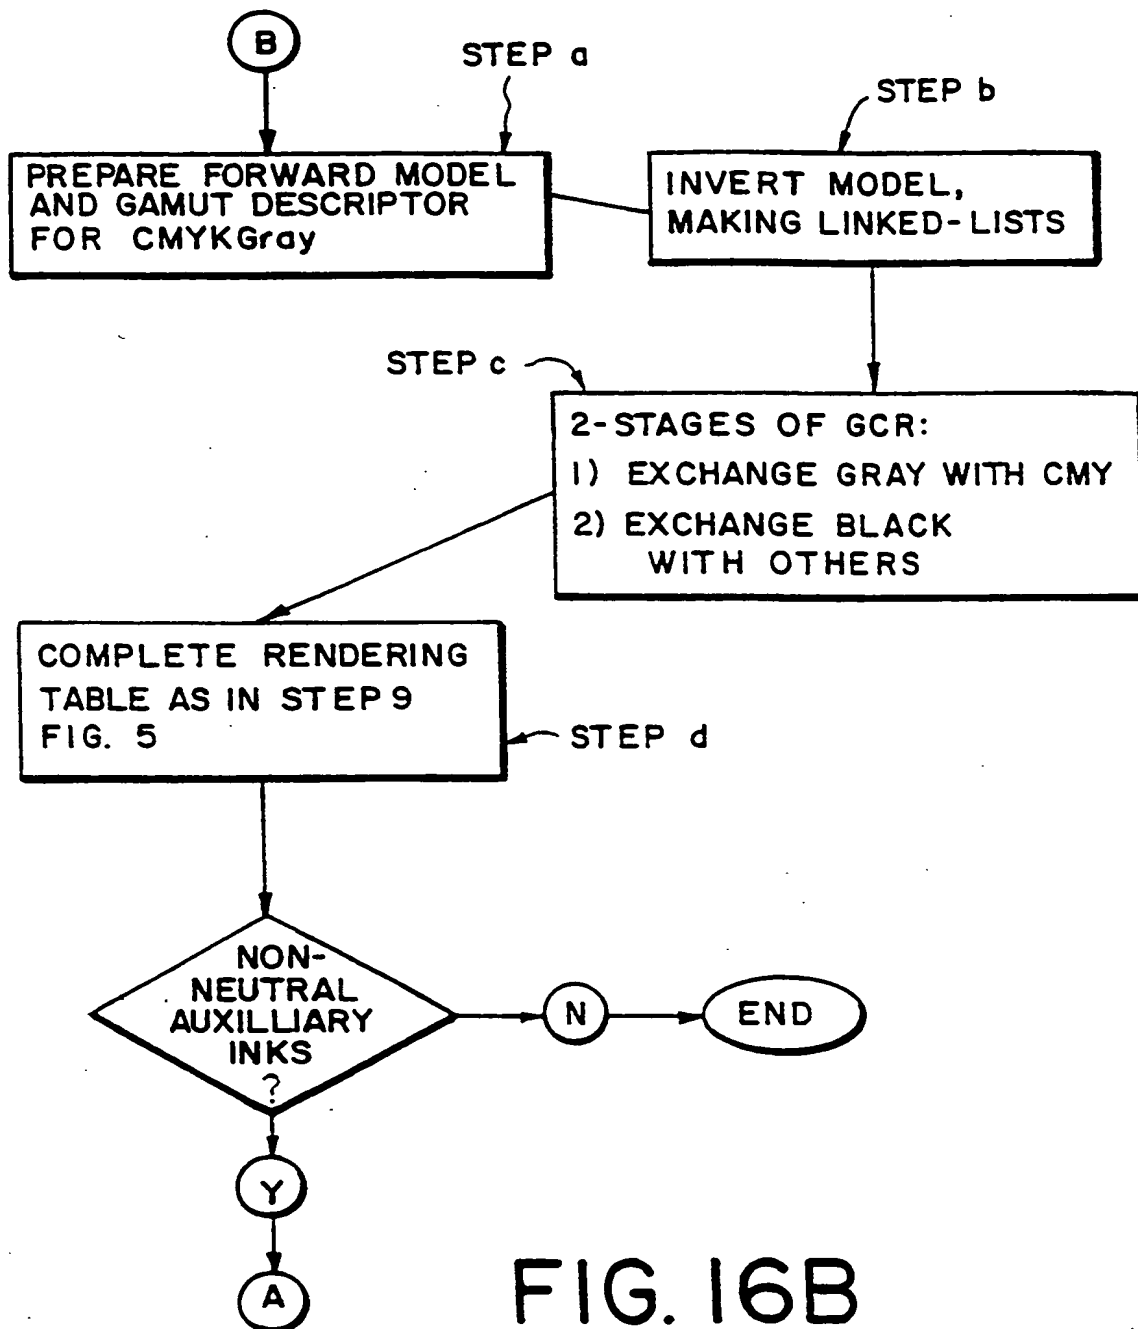 B
STEP a
STEP b
PREPARE FORWARD MODEL
AND GAMUT DESCRIPTOR
FOR CMYKGray
INVERT MODEL,
MAKING LINKED-LISTS
STEP c
2-STAGES OF GCR:
1) EXCHANGE GRAY WITH CMY
2) EXCHANGE BLACK
WITH OTHERS
COMPLETE RENDERING
TABLE AS IN STEP 9
FIG. 5
STEP d
NON-
NEUTRAL
AUXILLIARY
INKS
?
N
END
Y
A
FIG. 16B